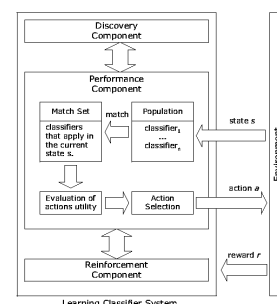 Discovery
Component
Performance
Component
Match Set
match
Population
classifiers
that apply in
the current
state s.
classifier1
...
classifiern
state s
Evaluation of
actions utility
Action
Selection
action a
Reinforcement
Component
reward r
Environment
Learning Classifier System